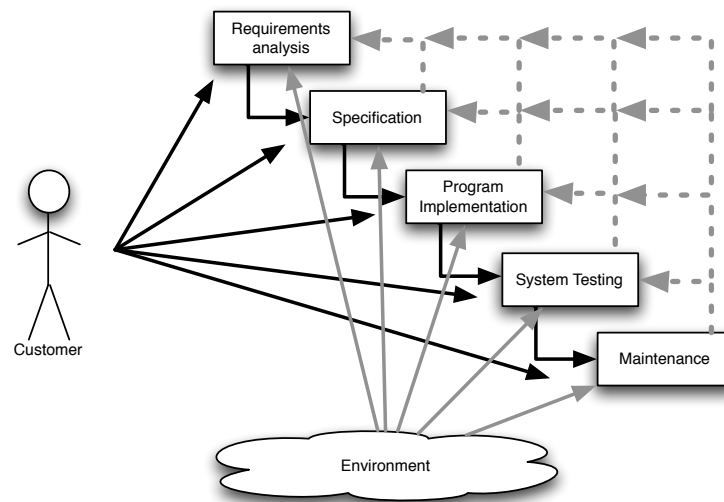 Requirements
analysis
Specification
Program
Implementation
System Testing
Customer
Maintenance
Environment